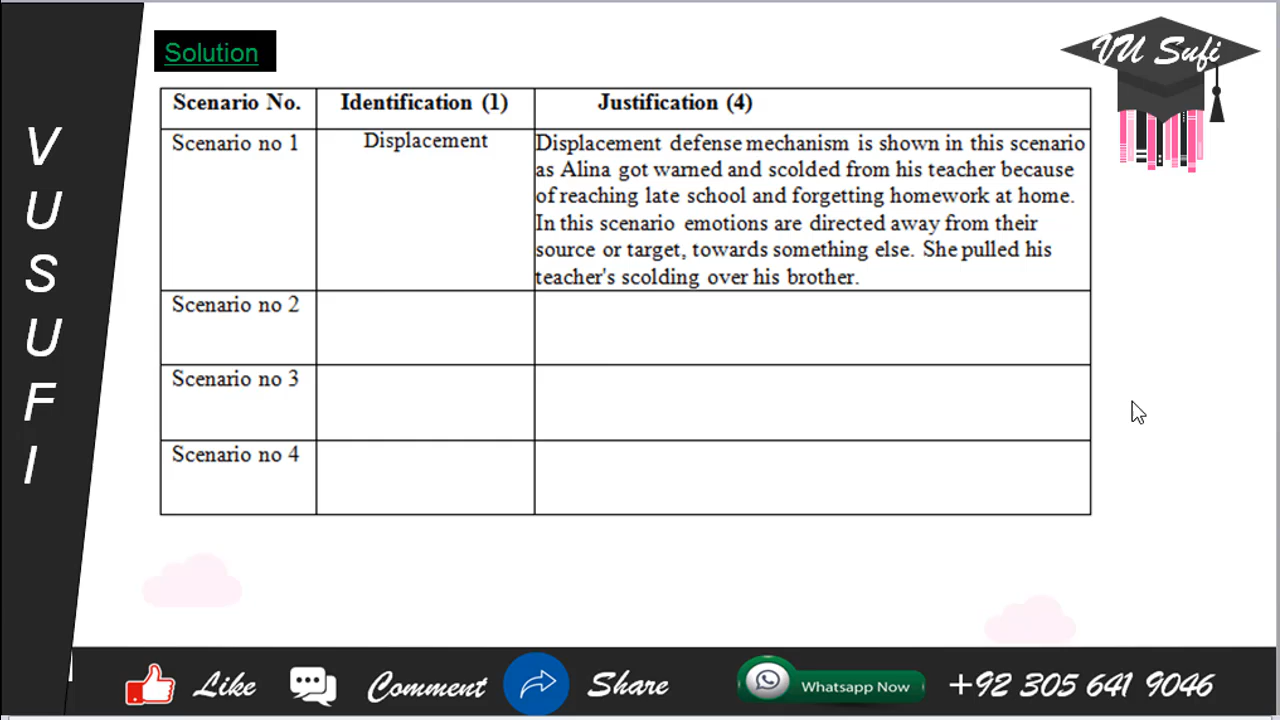 Solution
VU Sufi
V
U
S
U
F
I
Scenario No. Identification (1) Justification (4)
Scenario no 1 Displacement Displacement defense mechanism is shown in this scenario
as Alina got warned and scolded from his teacher because
of reaching late school and forgetting homework at home.
In this scenario emotions are directed away from their
source or target, towards something else. She pulled his
teacher's scolding over his brother.
Scenario no 2
Scenario no 3
Scenario no 4
Like Comment Share Whatsapp Now +92 305 641 9046